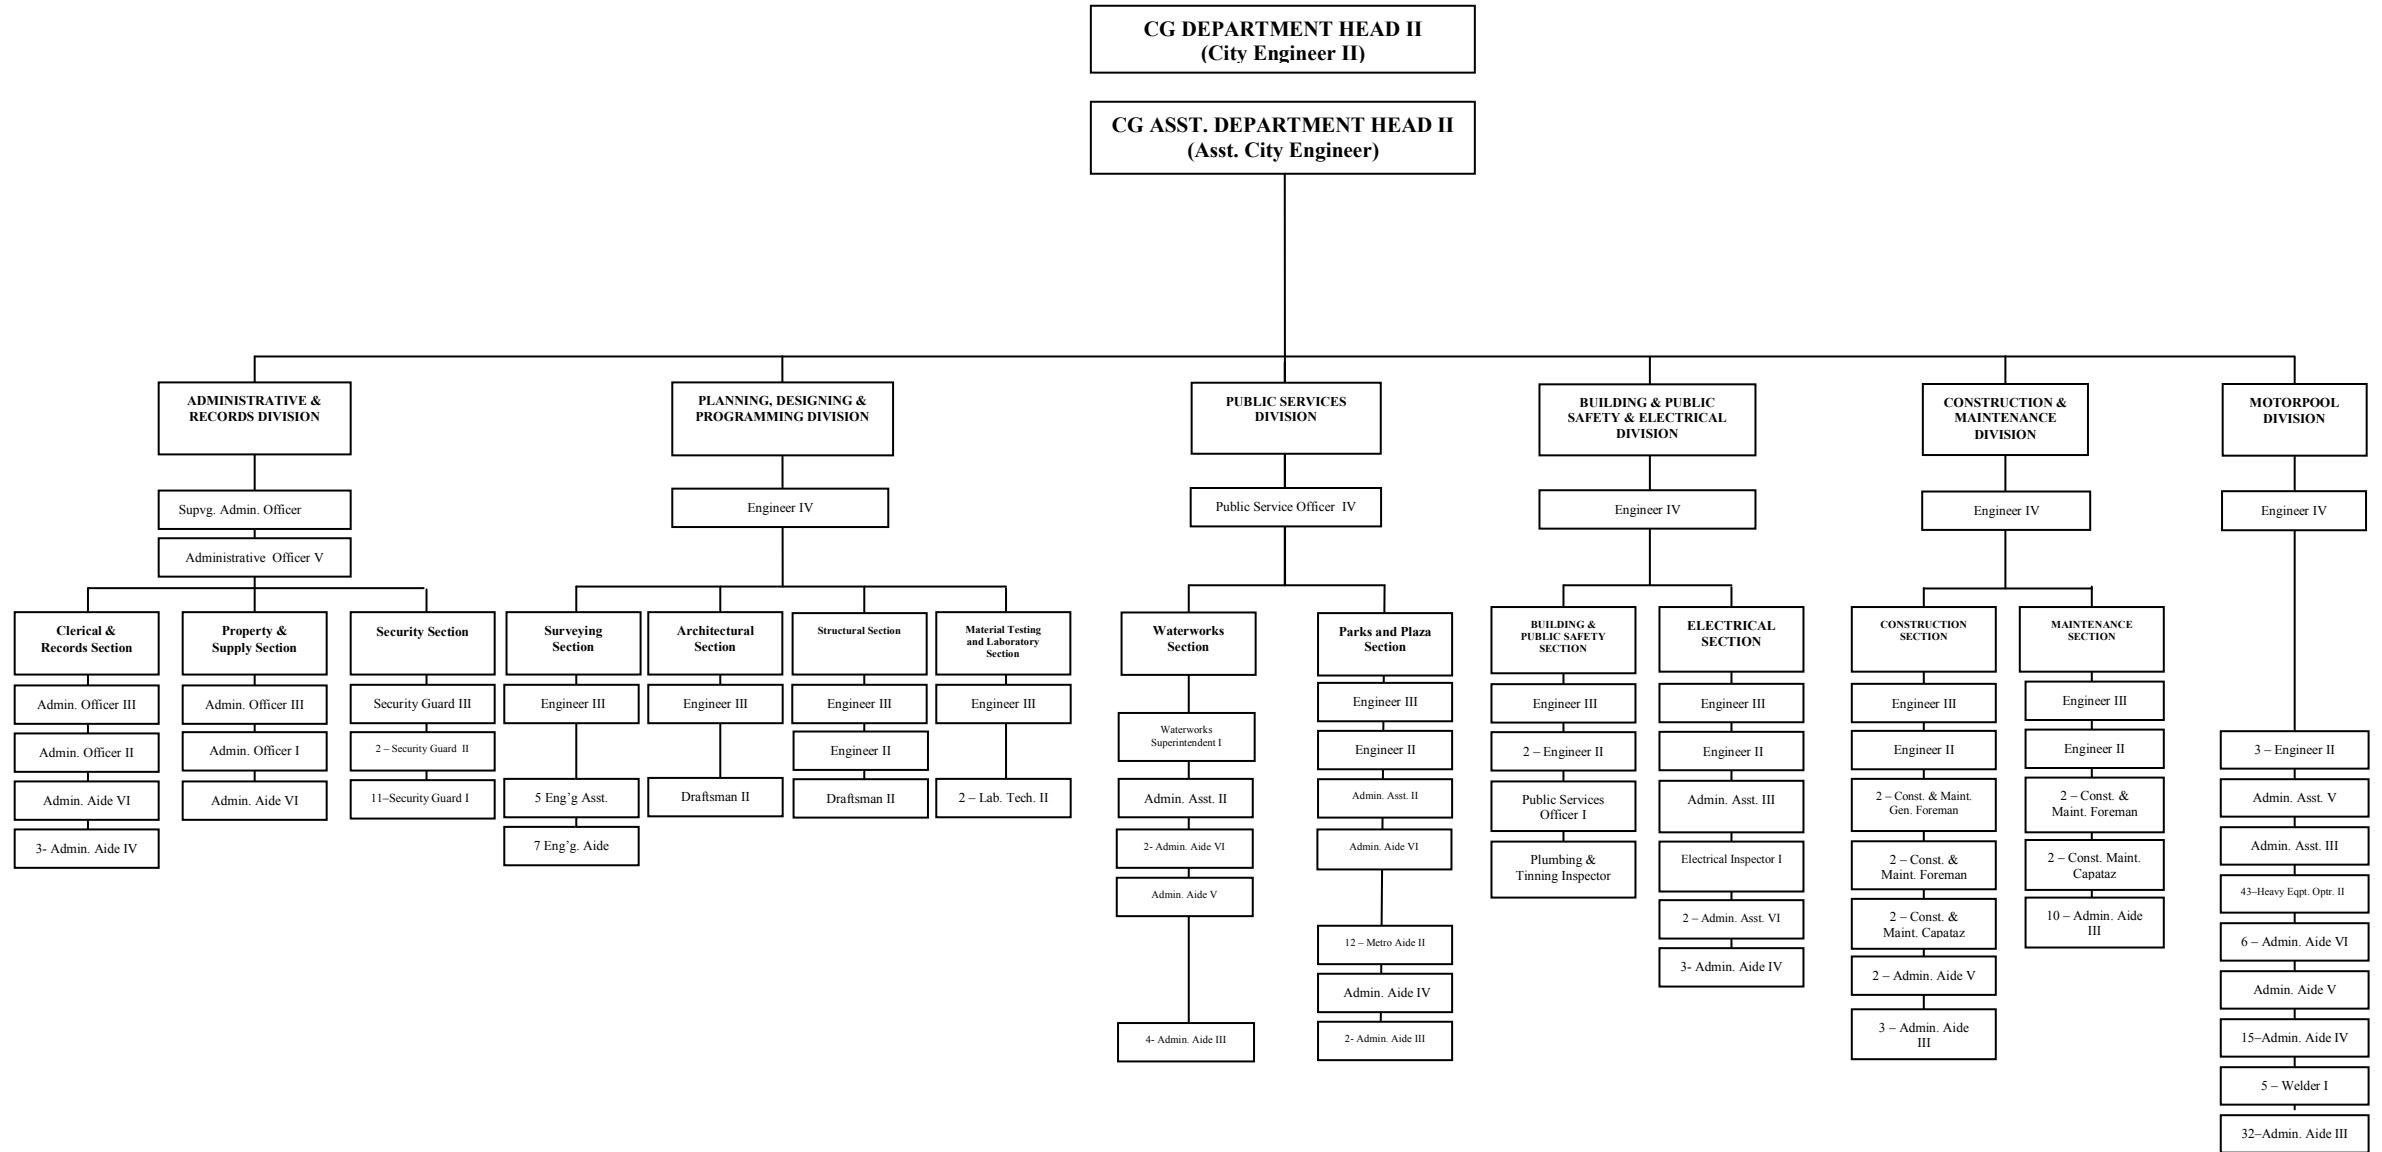 CG DEPARTMENT HEAD II
(City Engineer II)
CG ASST. DEPARTMENT HEAD II
(Asst. City Engineer)
ADMINISTRATIVE &
RECORDS DIVISION
Supvg. Admin. Officer
Administrative Officer V
Clerical &
Records Section
Admin. Officer III
Admin. Officer II
Admin. Aide VI
3- Admin. Aide IV
Property &
Supply Section
Admin. Officer III
Admin. Officer I
Admin. Aide VI
Security Section
Security Guard III
2 – Security Guard II
11–Security Guard I
PLANNING, DESIGNING &
PROGRAMMING DIVISION
Engineer IV
Surveying
Section
Engineer III
5 Eng’g Asst.
7 Eng’g. Aide
Architectural
Section
Engineer III
Draftsman II
Structural Section
Engineer III
Engineer II
Draftsman II
Material Testing
and Laboratory
Section
Engineer III
2 – Lab. Tech. II
PUBLIC SERVICES
DIVISION
Public Service Officer IV
Waterworks
Section
Waterworks
Superintendent I
Admin. Asst. II
2- Admin. Aide VI
Admin. Aide V
4- Admin. Aide III
Parks and Plaza
Section
Engineer III
Engineer II
Admin. Asst. II
Admin. Aide VI
12 – Metro Aide II
Admin. Aide IV
2- Admin. Aide III
BUILDING & PUBLIC
SAFETY & ELECTRICAL
DIVISION
Engineer IV
BUILDING &
PUBLIC SAFETY
SECTION
Engineer III
2 – Engineer II
Public Services
Officer I
Plumbing &
Tinning Inspector
ELECTRICAL
SECTION
Engineer III
Engineer II
Admin. Asst. III
Electrical Inspector I
2 – Admin. Asst. VI
3- Admin. Aide IV
CONSTRUCTION &
MAINTENANCE
DIVISION
Engineer IV
CONSTRUCTION
SECTION
Engineer III
Engineer II
2 – Const. & Maint.
Gen. Foreman
2 – Const. &
Maint. Foreman
2 – Const. &
Maint. Capataz
2 – Admin. Aide V
3 – Admin. Aide
III
MAINTENANCE
SECTION
Engineer III
Engineer II
2 – Const. &
Maint. Foreman
2 – Const. Maint.
Capataz
10 – Admin. Aide
III
MOTORPOOL
DIVISION
Engineer IV
3 – Engineer II
Admin. Asst. V
Admin. Asst. III
43–Heavy Eqpt. Optr. II
6 – Admin. Aide VI
Admin. Aide V
15–Admin. Aide IV
5 – Welder I
32–Admin. Aide III